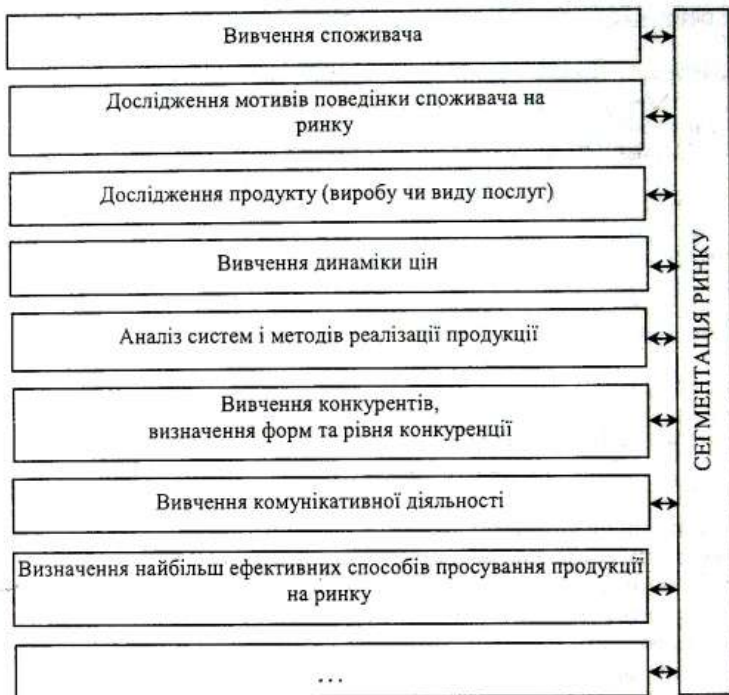 Вивчення споживача
Дослідження мотивів поведінки споживача на
ринку
Дослідження продукту (виробу чи виду послуг)
Вивчення динаміки цін
Аналіз систем і методів реалізації продукції
Вивчення конкурентів,
визначення форм та рівня конкуренції
Вивчення комунікативної діяльності
Визначення найбільш ефективних способів просування продукції
на ринку
...
СЕГМЕНТАЦІЯ РИНКУ